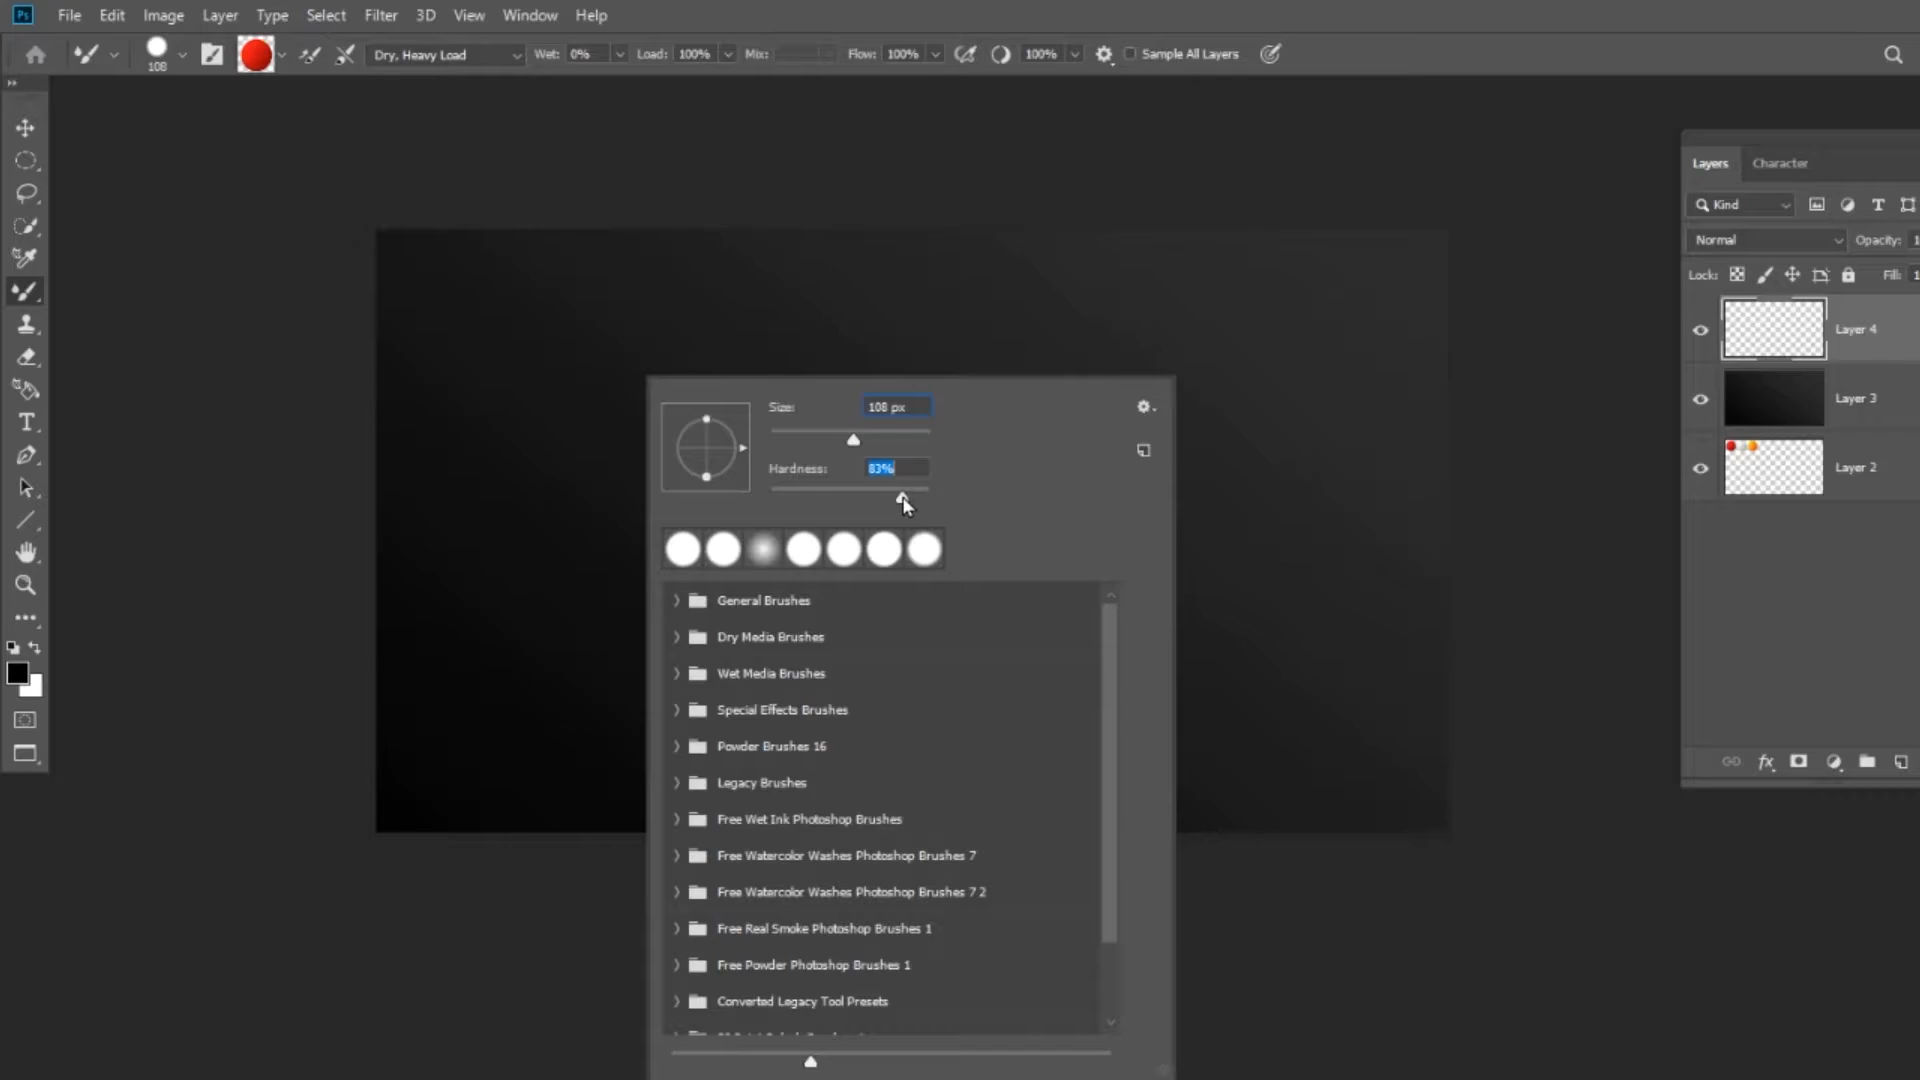 Ps File Edit Image Layer Type Select Filter 3D View Window Help
108 Dry, Heavy Load Wet: 0% Load: 100% Mix: Flow: 100% 100% Sample All Layers
Layers Character
Kind
Normal Opacity: 1
Lock: Fill: 1
Layer 4
Layer 3
Layer 2
Size: 108 px
Hardness: 83%
General Brushes
Dry Media Brushes
Wet Media Brushes
Special Effects Brushes
Powder Brushes 16
Legacy Brushes
Free Wet Ink Photoshop Brushes
Free Watercolor Washes Photoshop Brushes 7
Free Watercolor Washes Photoshop Brushes 7 2
Free Real Smoke Photoshop Brushes 1
Free Powder Photoshop Brushes 1
Converted Legacy Tool Presets